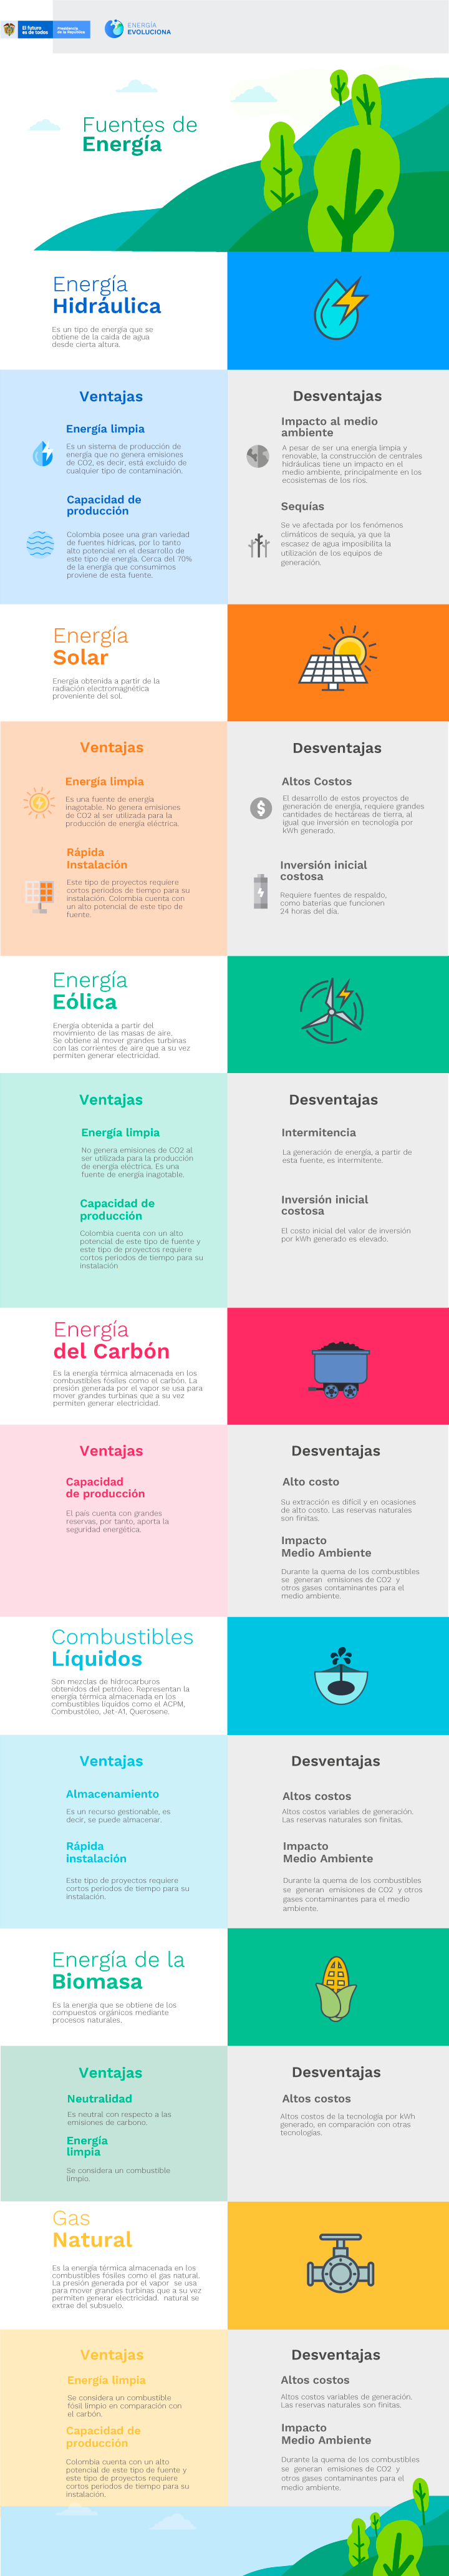 El futuro
es de todos
Presidencia
de la República
ENERGÍA
EVOLUCIONA
Fuentes de
Energía
Energía
Hidráulica
Es un tipo de energía que se
obtiene de la caída de agua
desde cierta altura.
Ventajas
Energía limpia
Es un sistema de producción de
energía que no genera emisiones
de CO2, es decir, está excluido de
cualquier tipo de contaminación.
Capacidad de
producción
Colombia posee una gran variedad
de fuentes hídricas, por lo tanto
alto potencial en el desarrollo de
este tipo de energía. Cerca del 70%
de la energía que consumimos
proviene de esta fuente.
Desventajas
Impacto al medio
ambiente
A pesar de ser una energía limpia y
renovable, la construcción de centrales
hidráulicas tiene un impacto en el
medio ambiente, principalmente en los
ecosistemas de los ríos.
Sequías
Se ve afectada por los fenómenos
climáticos de sequía, ya que la
escasez de agua imposibilita la
utilización de los equipos de
generación.
Energía
Solar
Energía obtenida a partir de la
radiación electromagnética
proveniente del sol.
Ventajas
Energía limpia
Es una fuente de energía
inagotable. No genera emisiones
de CO2 al ser utilizada para la
producción de energía eléctrica.
Rápida
Instalación
Este tipo de proyectos requiere
cortos periodos de tiempo para su
instalación. Colombia cuenta con
un alto potencial de este tipo de
fuente.
Desventajas
Altos Costos
El desarrollo de estos proyectos de
generación de energía, requiere grandes
cantidades de hectáreas de tierra, al
igual que inversión en tecnología por
kWh generado.
Inversión inicial
costosa
Requiere fuentes de respaldo,
como baterías que funcionen
24 horas del día.
Energía
Eólica
Energía obtenida a partir del
movimiento de las masas de aire.
Se obtiene al mover grandes turbinas
con las corrientes de aire que a su vez
permiten generar electricidad.
Ventajas
Energía limpia
No genera emisiones de CO2 al
ser utilizada para la producción
de energía eléctrica. Es una
fuente de energía inagotable.
Capacidad de
producción
Colombia cuenta con un alto
potencial de este tipo de fuente y
este tipo de proyectos requiere
cortos periodos de tiempo para su
instalación
Desventajas
Intermitencia
La generación de energía, a partir de
esta fuente, es intermitente.
Inversión inicial
costosa
El costo inicial del valor de inversión
por kWh generado es elevado.
Energía
del Carbón
Es la energía térmica almacenada en los
combustibles fósiles como el carbón. La
presión generada por el vapor se usa para
mover grandes turbinas que a su vez
permiten generar electricidad.
Ventajas
Capacidad
de producción
El país cuenta con grandes
reservas, por tanto, aporta la
seguridad energética.
Desventajas
Alto costo
Su extracción es difícil y en ocasiones
de alto costo. Las reservas naturales
son finitas.
Impacto
Medio Ambiente
Durante la quema de los combustibles
se generan emisiones de CO2 y
otros gases contaminantes para el
medio ambiente.
Combustibles
Líquidos
Son mezclas de hidrocarburos
obtenidos del petróleo. Representan la
energía térmica almacenada en los
combustibles líquidos como el ACPM,
Combustóleo, Jet-A1, Querosene.
Ventajas
Almacenamiento
Es un recurso gestionable, es
decir, se puede almacenar.
Rápida
instalación
Este tipo de proyectos requiere
cortos periodos de tiempo para su
instalación.
Desventajas
Altos costos
Altos costos variables de generación.
Las reservas naturales son finitas.
Impacto
Medio Ambiente
Durante la quema de los combustibles
se generan emisiones de CO2 y otros
gases contaminantes para el medio
ambiente.
Energía de la
Biomasa
Es la energía que se obtiene de los
compuestos orgánicos mediante
procesos naturales.
Ventajas
Neutralidad
Es neutral con respecto a las
emisiones de carbono.
Energía
limpia
Se considera un combustible
limpio.
Desventajas
Altos costos
Altos costos de la tecnología por kWh
generado, en comparación con otras
tecnologías.
Gas
Natural
Es la energía térmica almacenada en los
combustibles fósiles como el gas natural.
La presión generada por el vapor se usa
para mover grandes turbinas que a su vez
permiten generar electricidad. natural se
extrae del subsuelo.
Ventajas
Energía limpia
Se considera un combustible
fósil limpio en comparación con
el carbón.
Capacidad de
producción
Colombia cuenta con un alto
potencial de este tipo de fuente y
este tipo de proyectos requiere
cortos periodos de tiempo para su
instalación.
Desventajas
Altos costos
Altos costos variables de generación.
Las reservas naturales son finitas.
Impacto
Medio Ambiente
Durante la quema de los combustibles
se generan emisiones de CO2 y
otros gases contaminantes para el
medio ambiente.